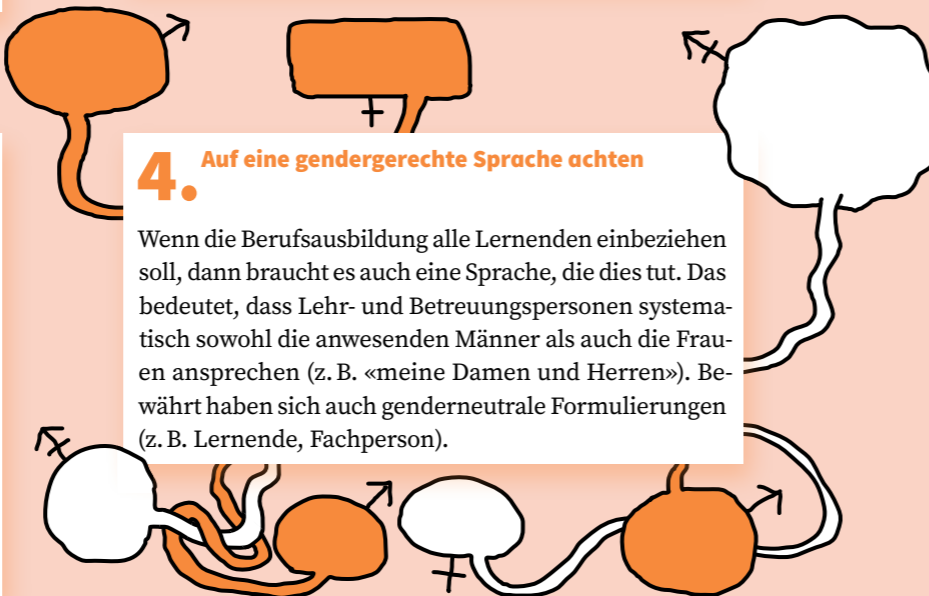 4. Auf eine gendergerechte Sprache achten
Wenn die Berufsausbildung alle Lernenden einbeziehen
soll, dann braucht es auch eine Sprache, die dies tut. Das
bedeutet, dass Lehr- und Betreuungspersonen systema-
tisch sowohl die anwesenden Männer als auch die Frau-
en ansprechen (z. B. «meine Damen und Herren»). Be-
währt haben sich auch genderneutrale Formulierungen
(z. B. Lernende, Fachperson).